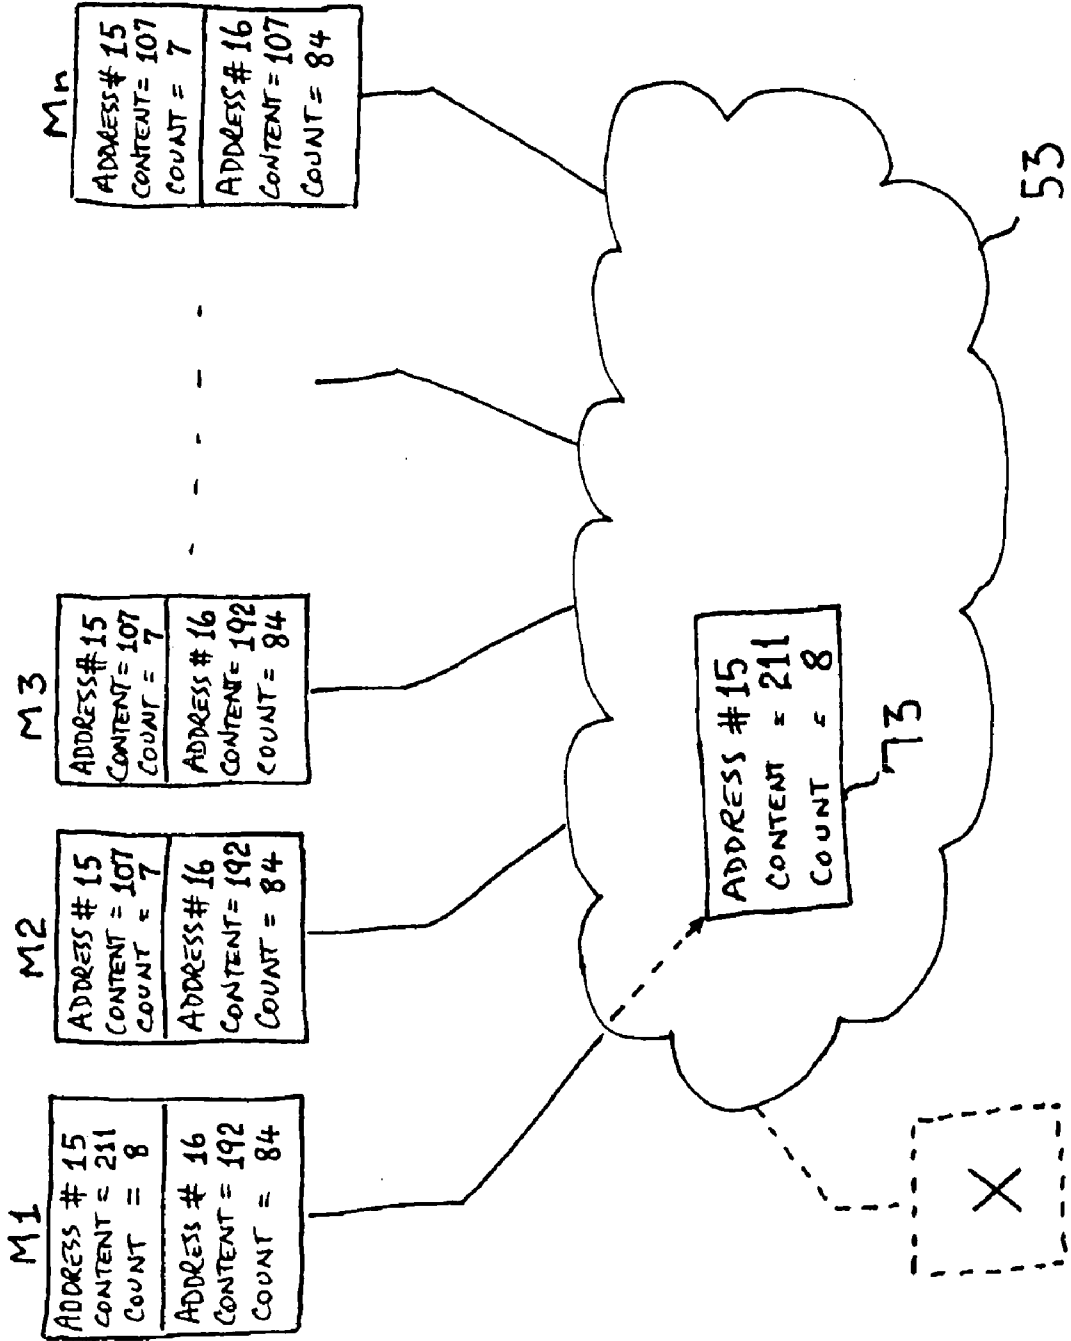 M1
ADDRESS # 15
CONTENT = 211
COUNT = 8
ADDRESS # 16
CONTENT = 192
COUNT = 84
M2
ADDRESS # 15
CONTENT = 107
COUNT = 7
ADDRESS # 16
CONTENT = 192
COUNT = 84
M3
ADDRESS # 15
CONTENT = 107
COUNT = 7
ADDRESS # 16
CONTENT = 192
COUNT = 84
Mn
ADDRESS # 15
CONTENT = 107
COUNT = 7
ADDRESS # 16
CONTENT = 107
COUNT = 84
ADDRESS #15
CONTENT = 211
COUNT = 8
73
53
X